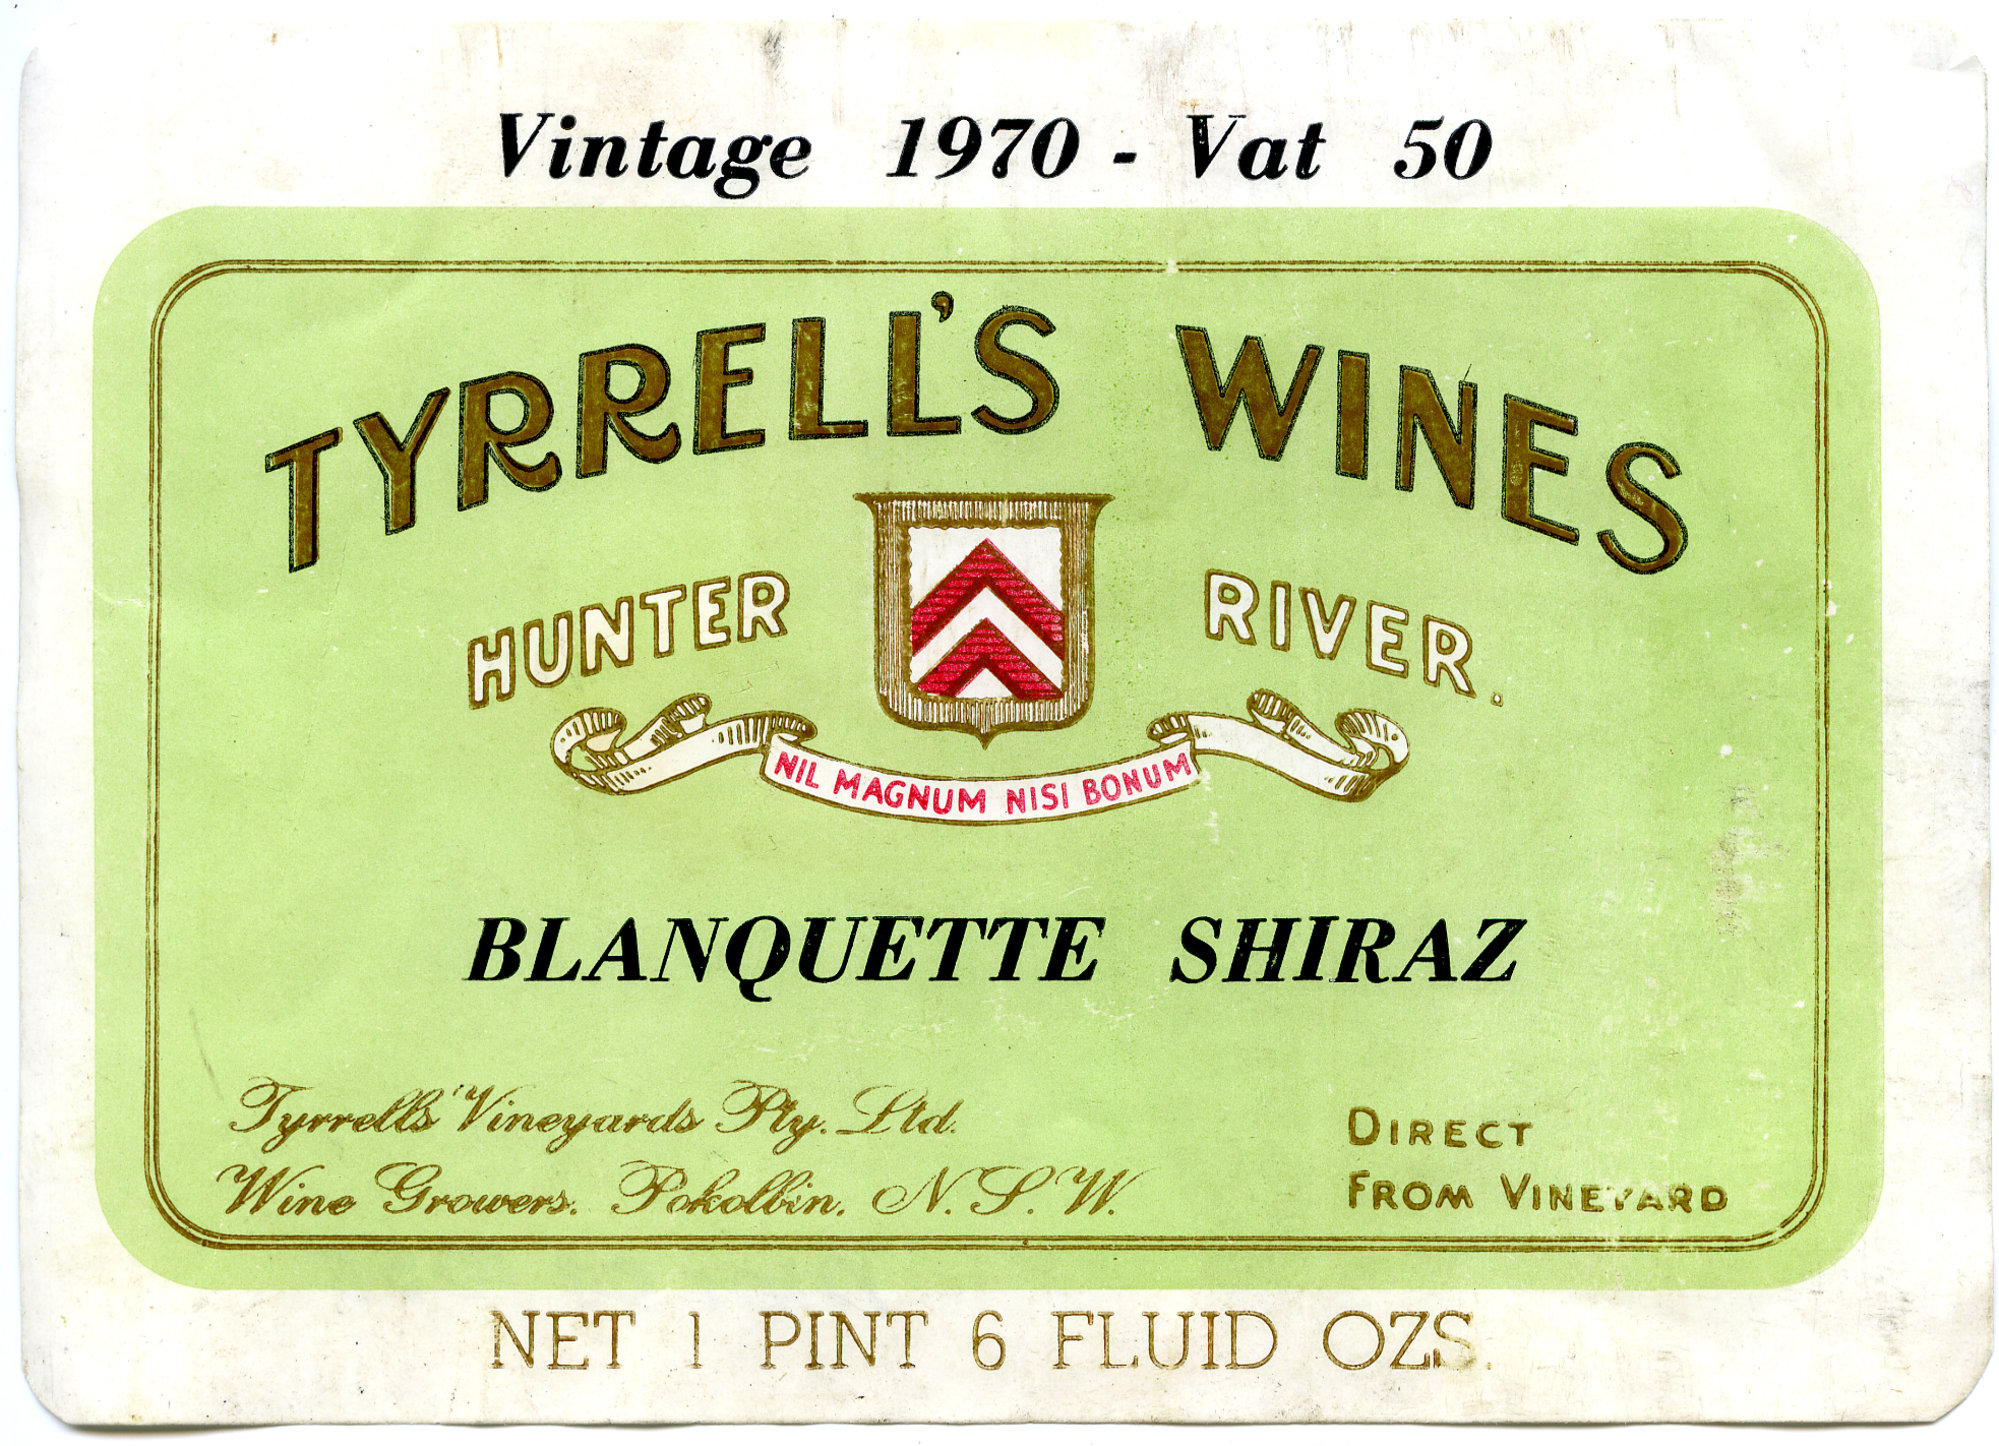 Vintage 1970 - Vat 50
TYRRELL'S WINES
HUNTER RIVER.
NIL MAGNUM NISI BONUM
BLANQUETTE SHIRAZ
Tyrrells' Vineyards Pty. Ltd.
Wine Growers. Pokolbin. N. S. W.
DIRECT
FROM VINEYARD
NET 1 PINT 6 FLUID OZS.